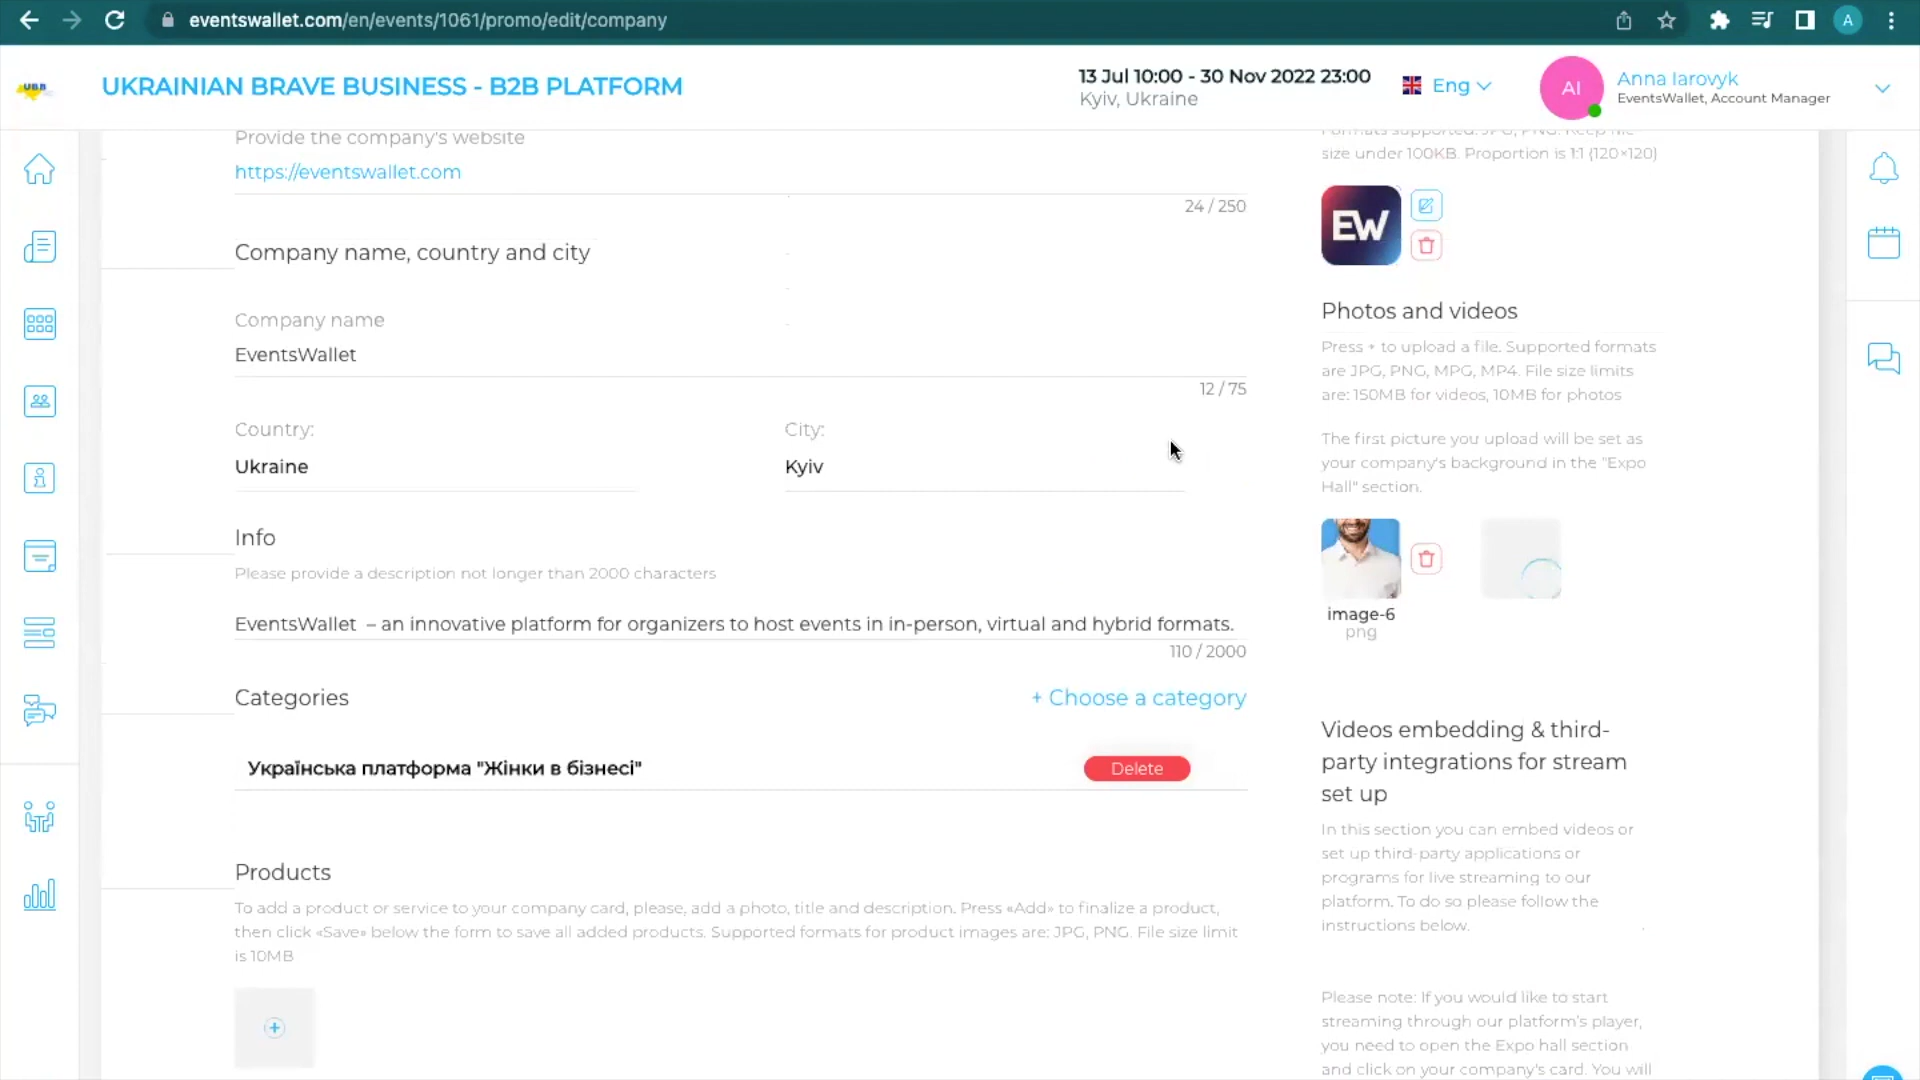 eventswallet.com/en/events/1061/promo/edit/company
A
UBB
UKRAINIAN BRAVE BUSINESS - B2B PLATFORM
13 Jul 10:00 - 30 Nov 2022 23:00
Kyiv, Ukraine
Eng
AI
Anna Iarovyk
EventsWallet, Account Manager
Provide the company's website
https://eventswallet.com
24 / 250
Company name, country and city
Company name
EventsWallet
12 / 75
Country:
Ukraine
City:
Kyiv
Info
Please provide a description not longer than 2000 characters
EventsWallet – an innovative platform for organizers to host events in in-person, virtual and hybrid formats.
110 / 2000
Categories
+ Choose a category
Українська платформа "Жінки в бізнесі"
Delete
Products
To add a product or service to your company card, please, add a photo, title and description. Press «Add» to finalize a product,
then click «Save» below the form to save all added products. Supported formats for product images are: JPG, PNG. File size limit
is 10MB
Formats supported: JPG, PNG. Keep file
size under 100KB. Proportion is 1:1 (120×120)
EW
Photos and videos
Press + to upload a file. Supported formats
are JPG, PNG, MPG, MP4. File size limits
are: 150MB for videos, 10MB for photos
The first picture you upload will be set as
your company's background in the "Expo
Hall" section.
image-6
png
Videos embedding & third-
party integrations for stream
set up
In this section you can embed videos or
set up third-party applications or
programs for live streaming to our
platform. To do so please follow the
instructions below.
Please note: If you would like to start
streaming through our platform's player,
you need to open the Expo hall section
and click on your company's card. You will